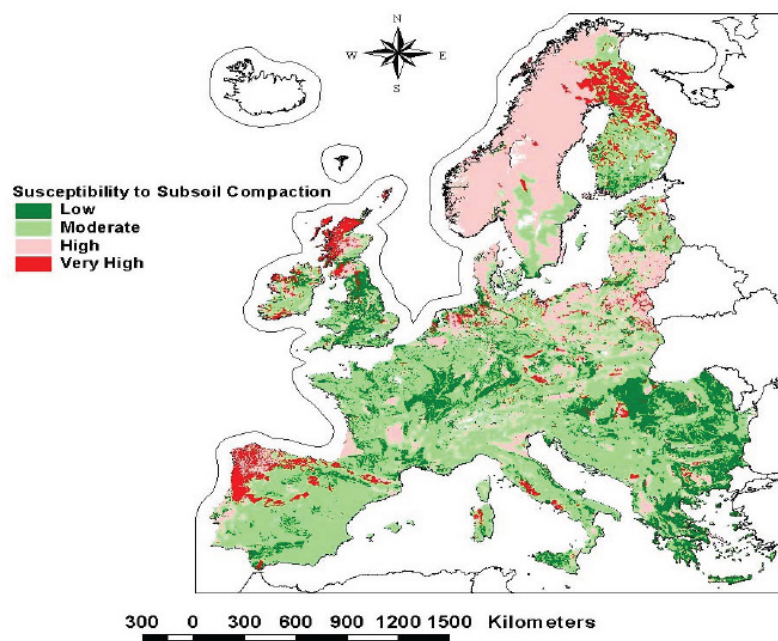 N
W E
S
Susceptibility to Subsoil Compaction
Low
Moderate
High
Very High
300 0 300 600 900 1200 1500 Kilometers